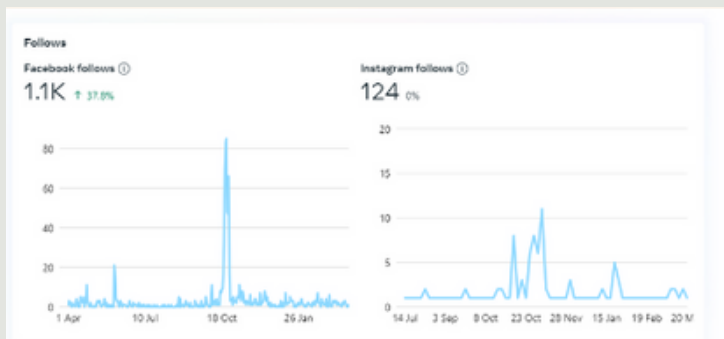 Follows
Facebook follows
1.1K ↑ 37.8%
80
60
40
20
0
1 Apr 10 Jul 18 Oct 26 Jan
Instagram follows
124 0%
20
15
10
5
0
14 Jul 3 Sep 8 Oct 23 Oct 28 Nov 15 Jan 19 Feb 20 M